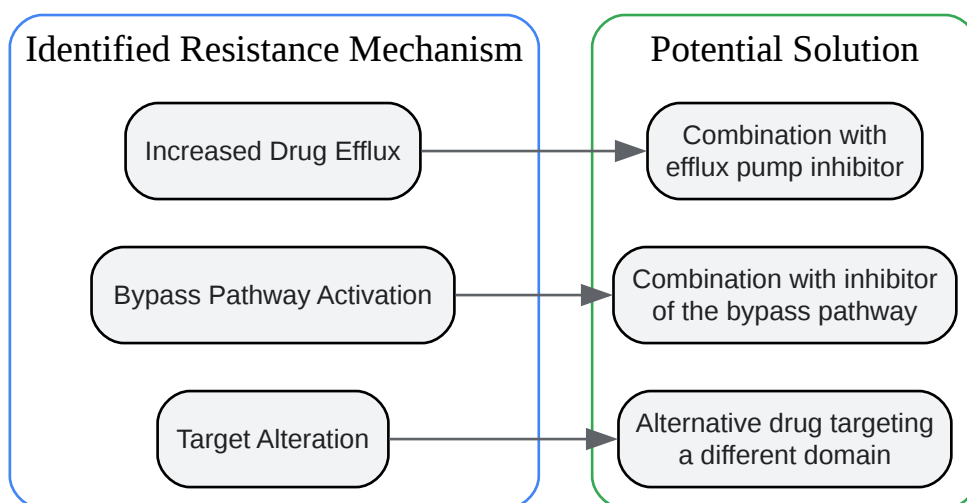 Identified Resistance Mechanism
Potential Solution
Increased Drug Efflux
Combination with
efflux pump inhibitor
Bypass Pathway Activation
Combination with inhibitor
of the bypass pathway
Target Alteration
Alternative drug targeting
a different domain